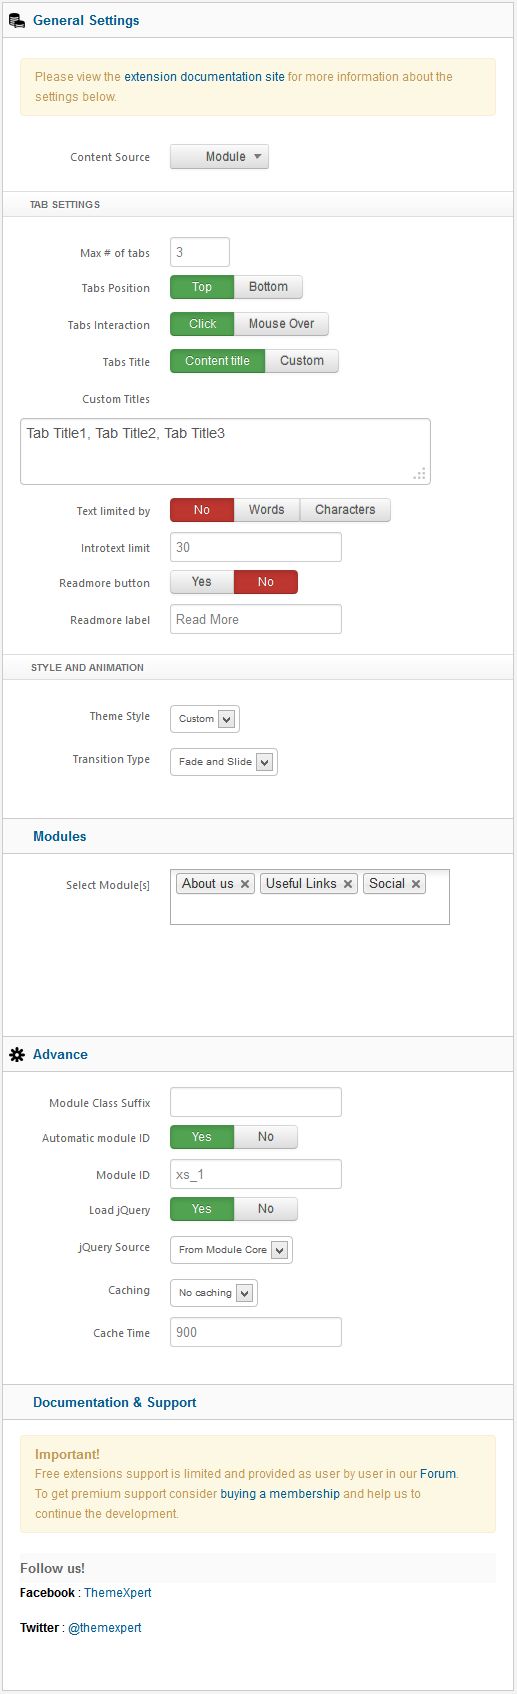 General Settings
Please view the extension documentation site for more information about the
settings below.
Content Source Module
TAB SETTINGS
Max # of tabs 3
Tabs Position Top Bottom
Tabs Interaction Click Mouse Over
Tabs Title Content title Custom
Custom Titles
Tab Title1, Tab Title2, Tab Title3
Text limited by No Words Characters
Introtext limit 30
Readmore button Yes No
Readmore label Read More
STYLE AND ANIMATION
Theme Style Custom
Transition Type Fade and Slide
Modules
Select Module[s] About us Useful Links Social
Advance
Module Class Suffix
Automatic module ID Yes No
Module ID xs_1
Load jQuery Yes No
jQuery Source From Module Core
Caching No caching
Cache Time 900
Documentation & Support
Important!
Free extensions support is limited and provided as user by user in our Forum.
To get premium support consider buying a membership and help us to
continue the development.
Follow us!
Facebook : ThemeXpert
Twitter : @themexpert